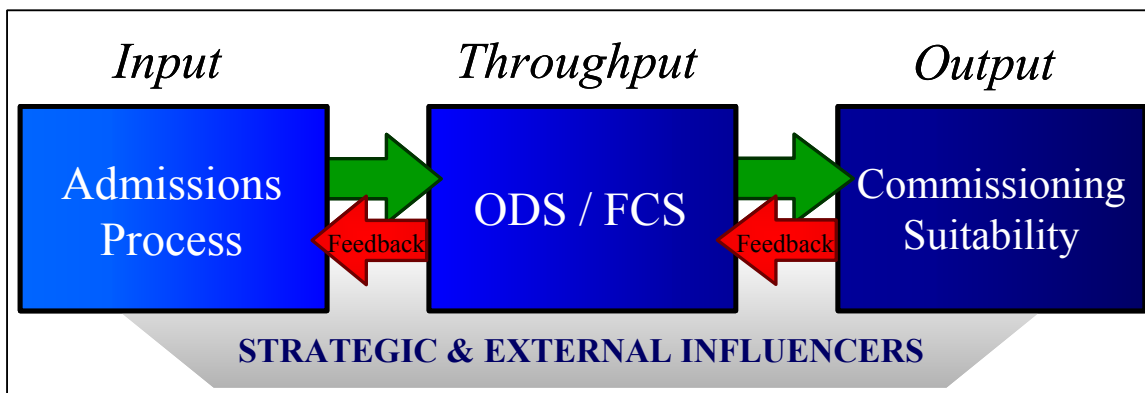 Input Throughput Output
Admissions
Process
ODS / FCS
Commissioning
Suitability
Feedback
Feedback
STRATEGIC & EXTERNAL INFLUENCERS